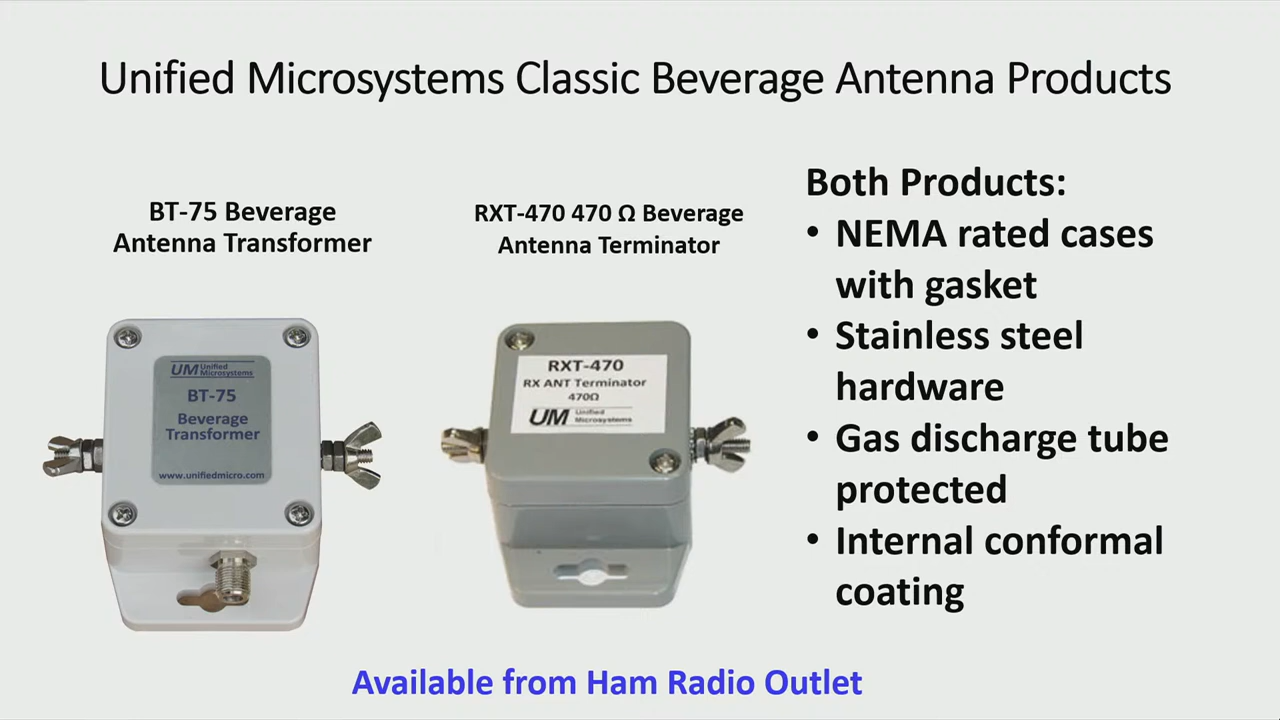 Unified Microsystems Classic Beverage Antenna Products
BT-75 Beverage
Antenna Transformer
RXT-470 470 Ω Beverage
Antenna Terminator
Both Products:
• NEMA rated cases
with gasket
• Stainless steel
hardware
• Gas discharge tube
protected
• Internal conformal
coating
UM Unified
Microsystems
BT-75
Beverage
Transformer
www.unifiedmicro.com
RXT-470
RX ANT Terminator
470Ω
UM Unified
Microsystems
Available from Ham Radio Outlet